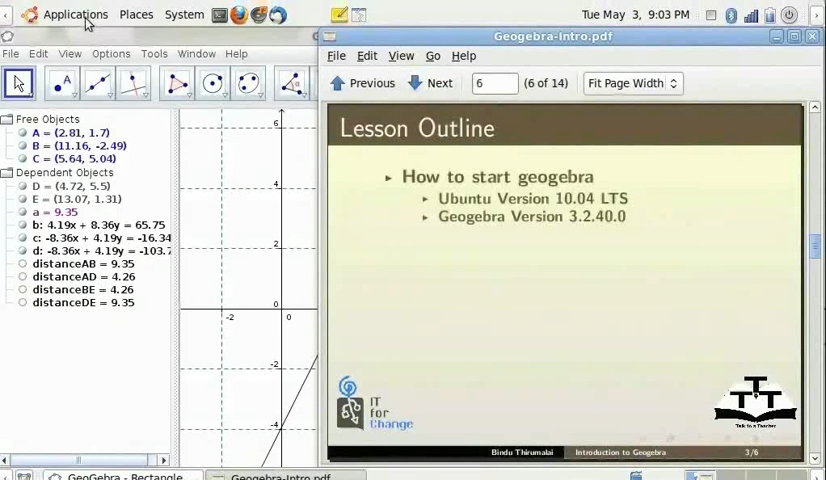 Applications Places System Tue May 3, 9:03 PM
Geogebra-Intro.pdf
File Edit View Options Tools Window Help
File Edit View Go Help
Previous Next 6 (6 of 14) Fit Page Width
A
Free Objects
A = (2.81, 1.7)
B = (11.16, -2.49)
C = (5.64, 5.04)
Dependent Objects
D = (4.72, 5.5)
E = (13.07, 1.31)
a = 9.35
b: 4.19x + 8.36y = 65.75
c: -8.36x + 4.19y = -16.34
d: -8.36x + 4.19y = -103.7
distanceAB = 9.35
distanceAD = 4.26
distanceBE = 4.26
distanceDE = 9.35
6
4
2
0
-2 0
-2
-4
Lesson Outline
How to start geogebra
Ubuntu Version 10.04 LTS
Geogebra Version 3.2.40.0
IT
for
Change
T T T
Talk to a Teacher
Bindu Thirumalai Introduction to Geogebra 3/6
GeoGebra - Rectangle Geogebra-Intro.pdf